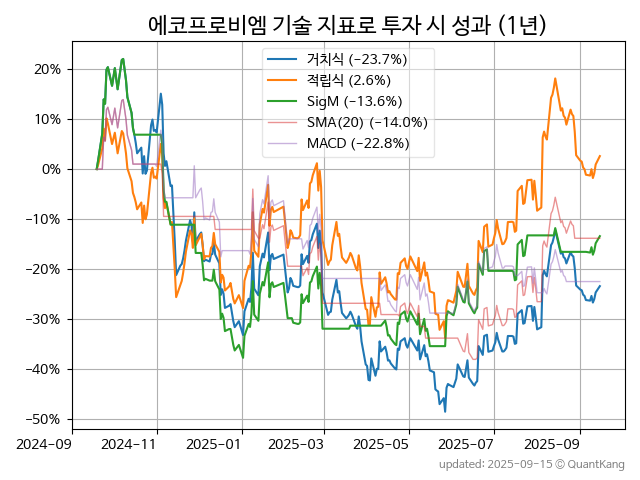 에코프로비엠 기술 지표로 투자 시 성과 (1년)
거치식 (−23.7%)
적립식 (2.6%)
SigM (−13.6%)
SMA(20) (−14.0%)
MACD (−22.8%)
20%
10%
0%
−10%
−20%
−30%
−40%
−50%
2024-09
2024-11
2025-01
2025-03
2025-05
2025-07
2025-09
updated: 2025-09-15 © QuantKang